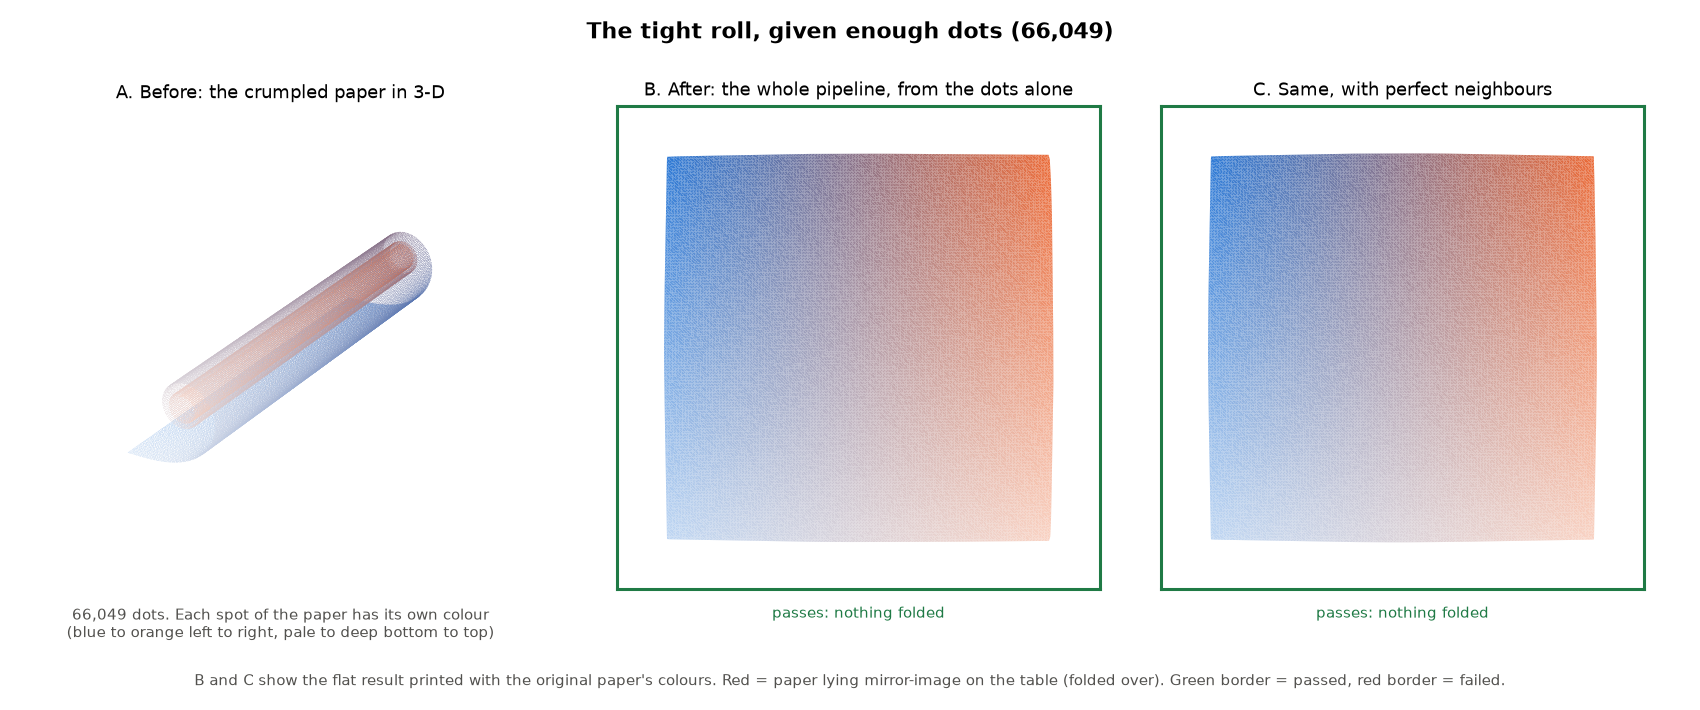 The tight roll, given enough dots (66,049)
A. Before: the crumpled paper in 3-D
B. After: the whole pipeline, from the dots alone
C. Same, with perfect neighbours
66,049 dots. Each spot of the paper has its own colour
(blue to orange left to right, pale to deep bottom to top)
passes: nothing folded
passes: nothing folded
B and C show the flat result printed with the original paper's colours. Red = paper lying mirror-image on the table (folded over). Green border = passed, red border = failed.